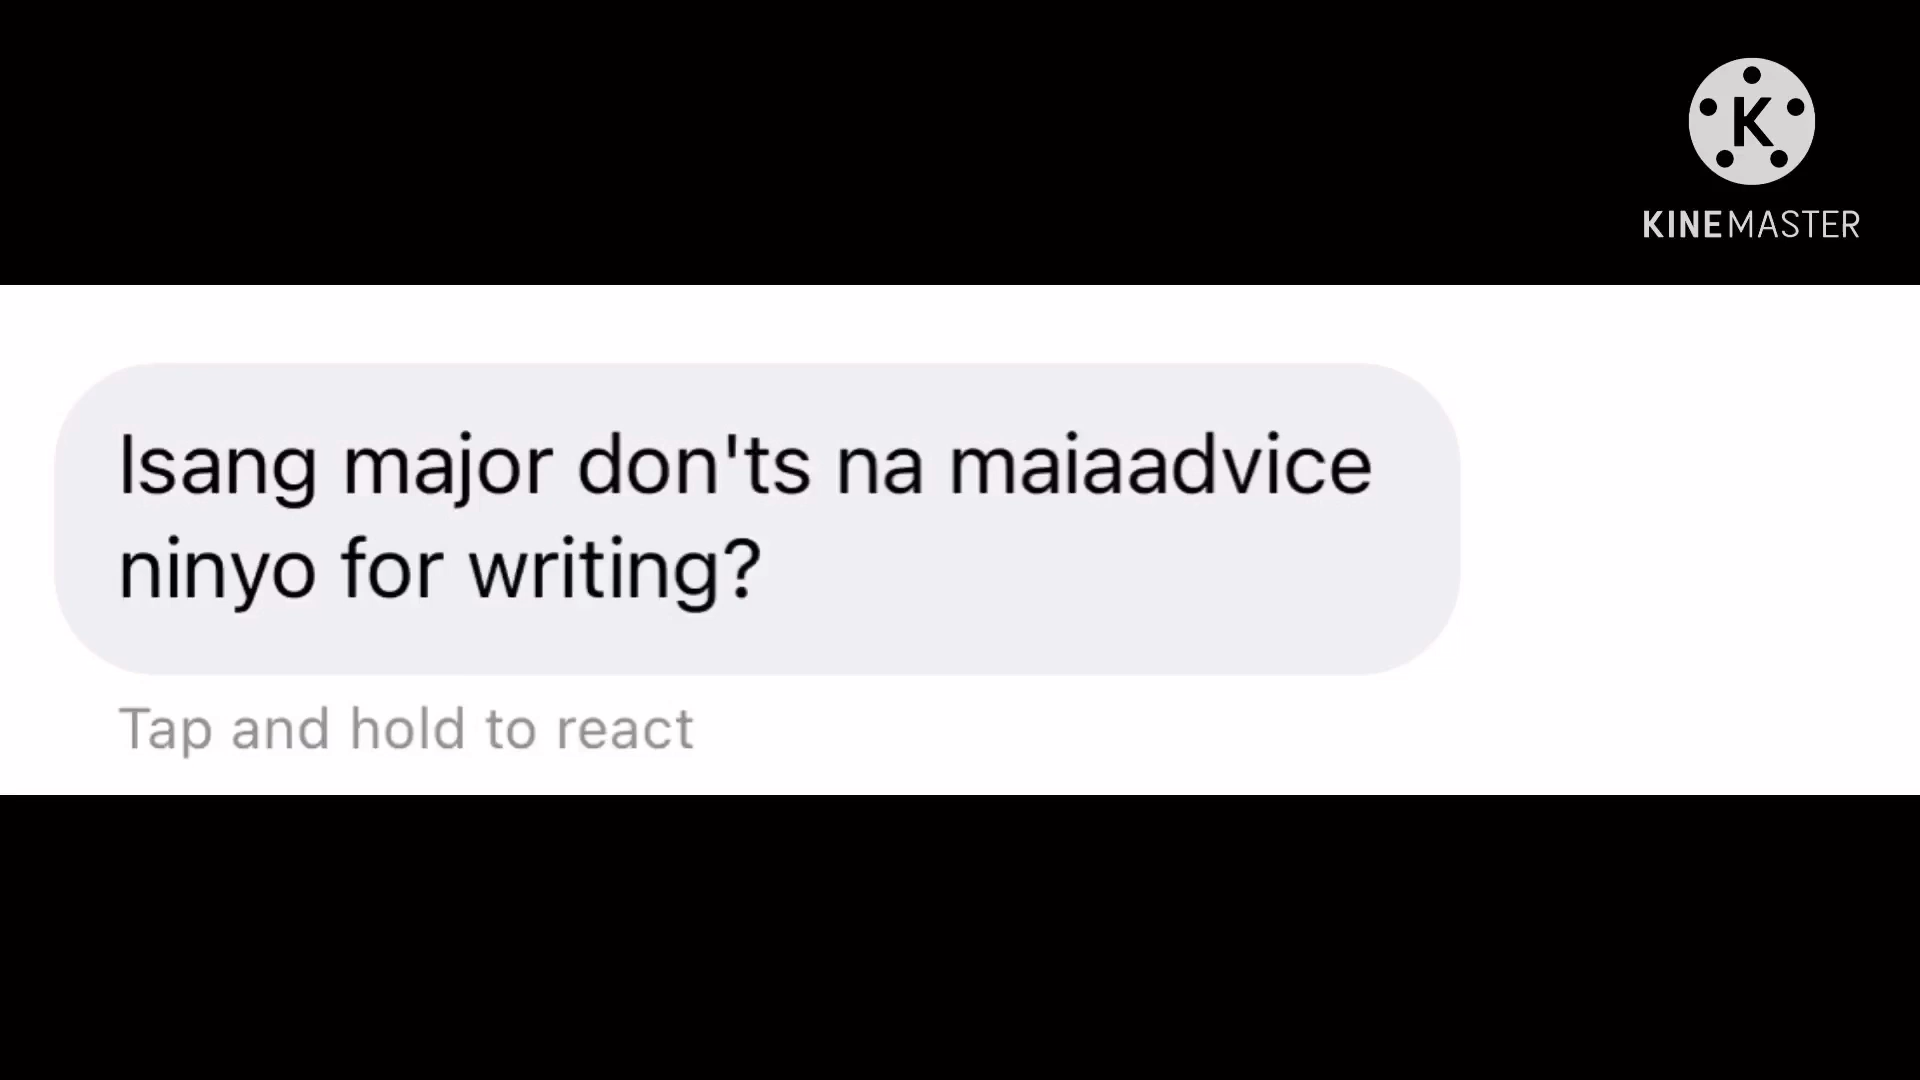 K
KINEMASTER
Isang major don'ts na maiaadvice
ninyo for writing?
Tap and hold to react